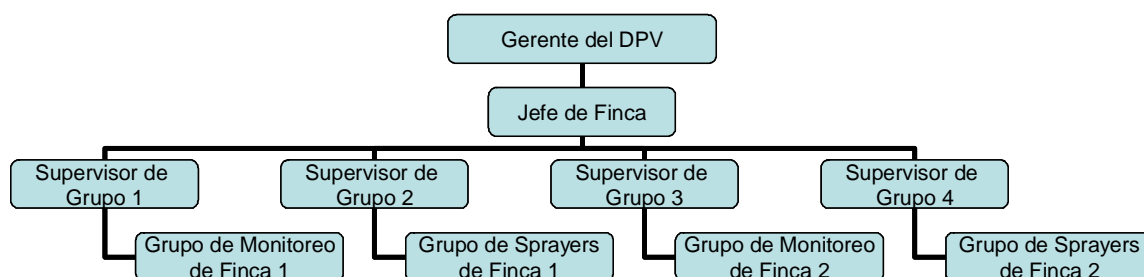 Gerente del DPV
Jefe de Finca
Supervisor de
Grupo 1
Supervisor de
Grupo 2
Supervisor de
Grupo 3
Supervisor de
Grupo 4
Grupo de Monitoreo
de Finca 1
Grupo de Sprayers
de Finca 1
Grupo de Monitoreo
de Finca 2
Grupo de Sprayers
de Finca 2